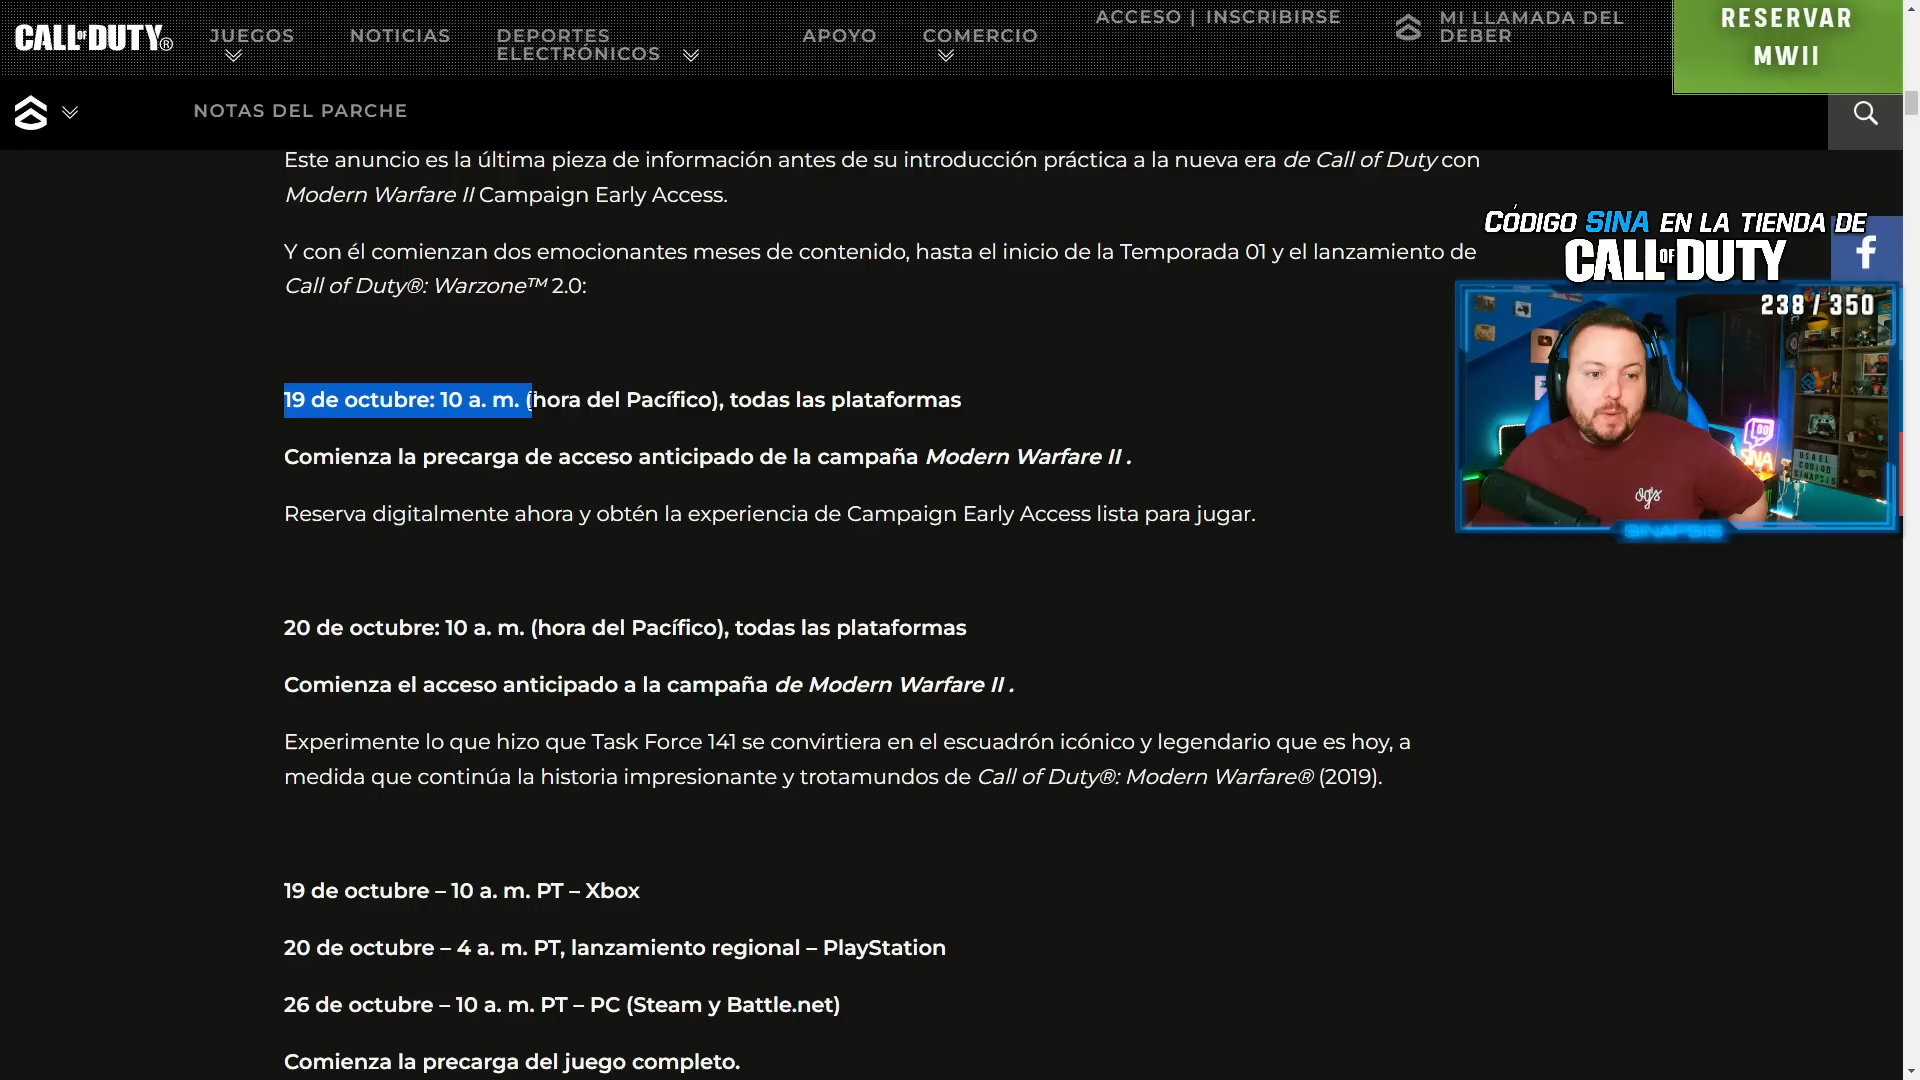 CALL OF DUTY®
JUEGOS
NOTICIAS
DEPORTES
ELECTRÓNICOS
APOYO
COMERCIO
ACCESO | INSCRIBIRSE
MI LLAMADA DEL
DEBER
RESERVAR
MWII
NOTAS DEL PARCHE
Este anuncio es la última pieza de información antes de su introducción práctica a la nueva era de Call of Duty con
Modern Warfare II Campaign Early Access.
Y con él comienzan dos emocionantes meses de contenido, hasta el inicio de la Temporada 01 y el lanzamiento de
Call of Duty®: Warzone™ 2.0:
CÓDIGO SINA EN LA TIENDA DE
CALL OF DUTY
238 / 350
SINA
USA EL
CODIGO
SINAPSIS
SINAPSIS
19 de octubre: 10 a. m. (hora del Pacífico), todas las plataformas
Comienza la precarga de acceso anticipado de la campaña Modern Warfare II .
Reserva digitalmente ahora y obtén la experiencia de Campaign Early Access lista para jugar.
20 de octubre: 10 a. m. (hora del Pacífico), todas las plataformas
Comienza el acceso anticipado a la campaña de Modern Warfare II .
Experimente lo que hizo que Task Force 141 se convirtiera en el escuadrón icónico y legendario que es hoy, a
medida que continúa la historia impresionante y trotamundos de Call of Duty®: Modern Warfare® (2019).
19 de octubre – 10 a. m. PT – Xbox
20 de octubre – 4 a. m. PT, lanzamiento regional – PlayStation
26 de octubre – 10 a. m. PT – PC (Steam y Battle.net)
Comienza la precarga del juego completo.